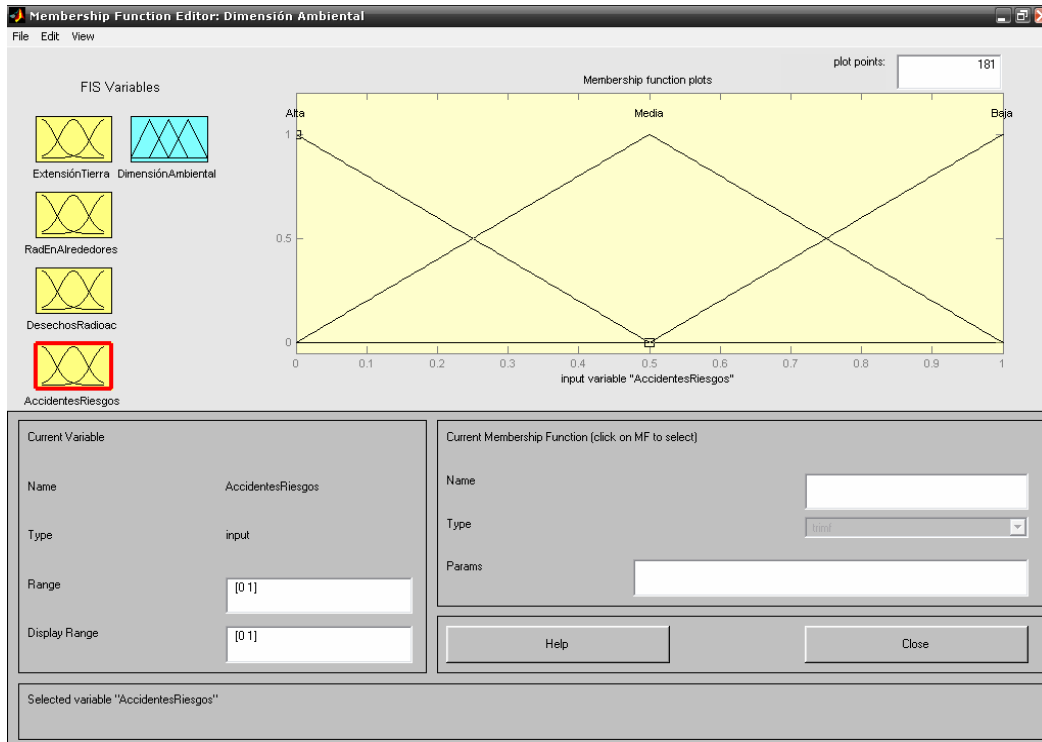 Membership Function Editor: Dimensión Ambiental
File Edit View
FIS Variables
plot points: 181
Membership function plots
ExtensiónTierra DimensiónAmbiental
RadEnAlrededores
DesechosRadioac
AccidentesRiesgos
Alta Media Baja
1
0.5
0
0 0.1 0.2 0.3 0.4 0.5 0.6 0.7 0.8 0.9 1
input variable "AccidentesRiesgos"
Current Variable
Name AccidentesRiesgos
Type input
Range [0 1]
Display Range [0 1]
Current Membership Function (click on MF to select)
Name
Type trimf
Params
Help Close
Selected variable "AccidentesRiesgos"